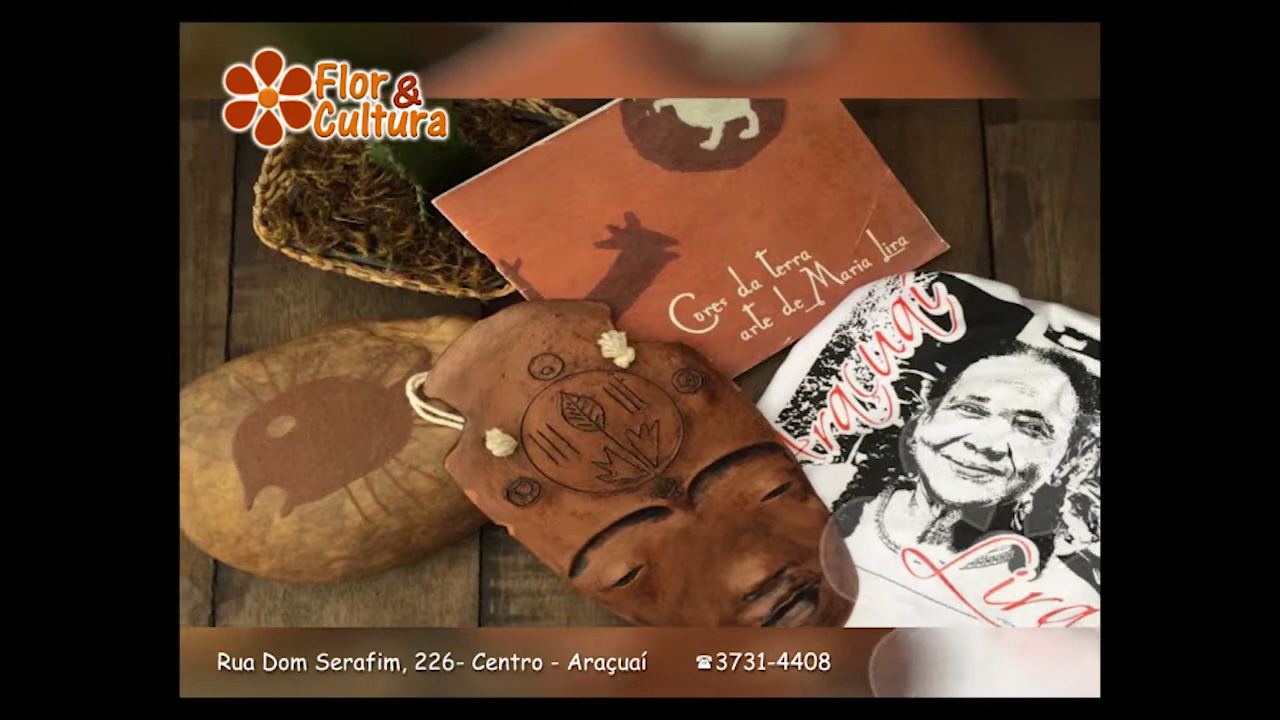 Flor &
Cultura
Cores da terra
arte de Maria Lira
Araçuaí
Lira
Rua Dom Serafim, 226- Centro - Araçuaí ☎3731-4408